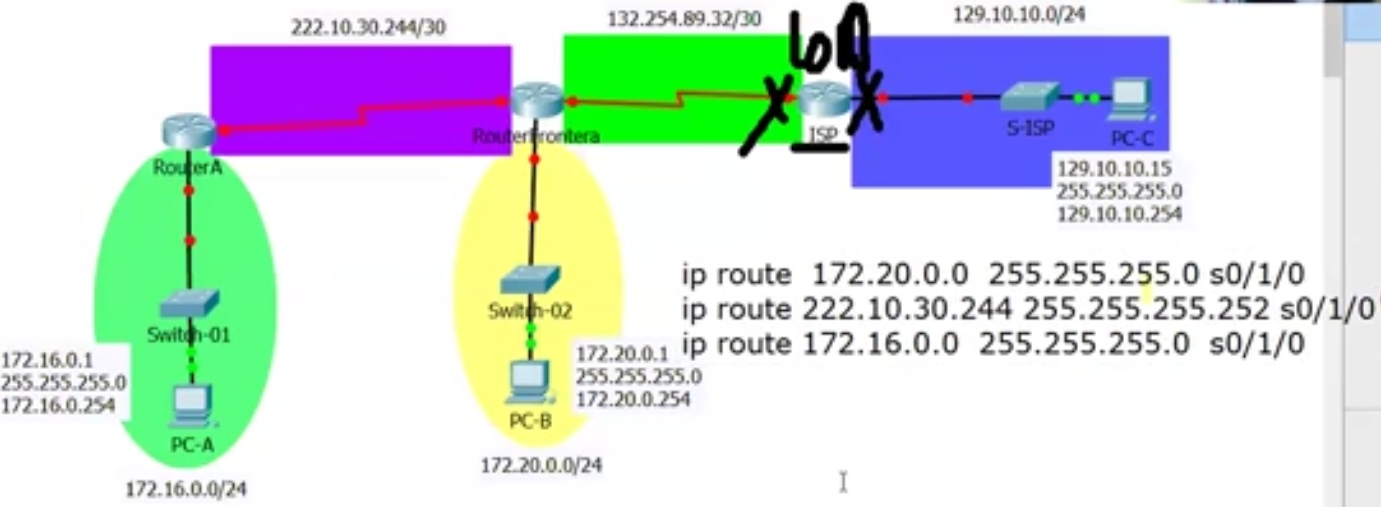 222.10.30.244/30
132.254.89.32/30
129.10.10.0/24
RouterA
RouterFrontera
ISP
S-ISP
PC-C
129.10.10.15
255.255.255.0
129.10.10.254
ip route 172.20.0.0 255.255.255.0 s0/1/0
ip route 222.10.30.244 255.255.255.252 s0/1/0
ip route 172.16.0.0 255.255.255.0 s0/1/0
Switch-01
172.16.0.1
255.255.255.0
172.16.0.254
PC-A
172.16.0.0/24
Switch-02
172.20.0.1
255.255.255.0
172.20.0.254
PC-B
172.20.0.0/24